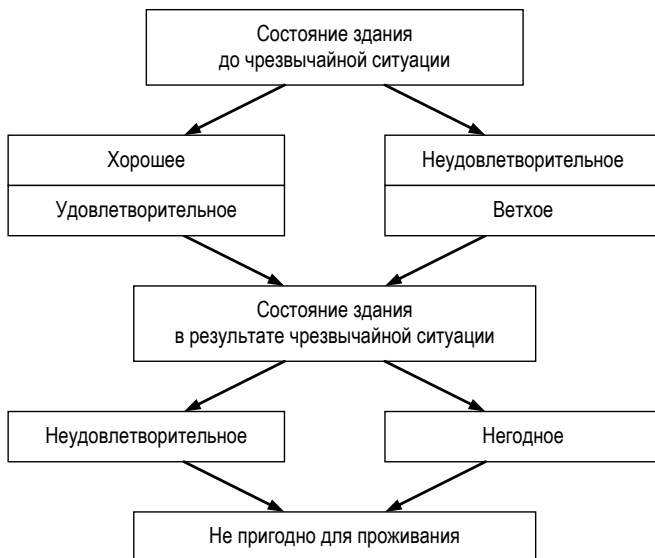 Состояние здания
до чрезвычайной ситуации
Хорошее
Неудовлетворительное
Удовлетворительное
Ветхое
Состояние здания
в результате чрезвычайной ситуации
Неудовлетворительное
Негодное
Не пригодно для проживания